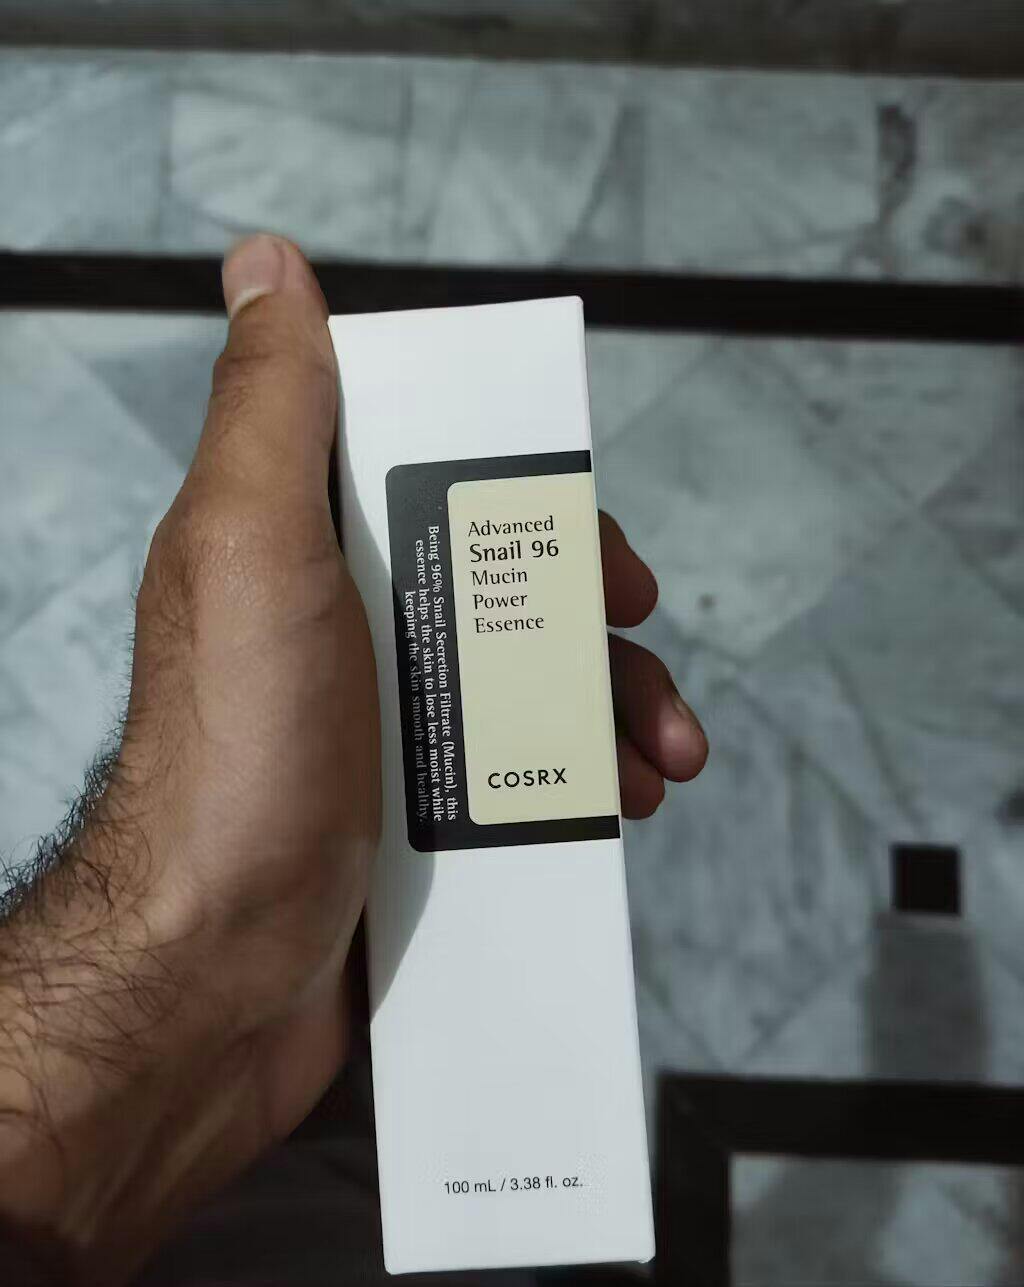 Advanced
Snail 96
Mucin
Power
Essence
COSRX
Being 96% Snail Secretion Filtrate (Mucin), this
essence helps the skin to lose less moist while
keeping the skin smooth and healthy.
100 mL / 3.38 fl. oz.